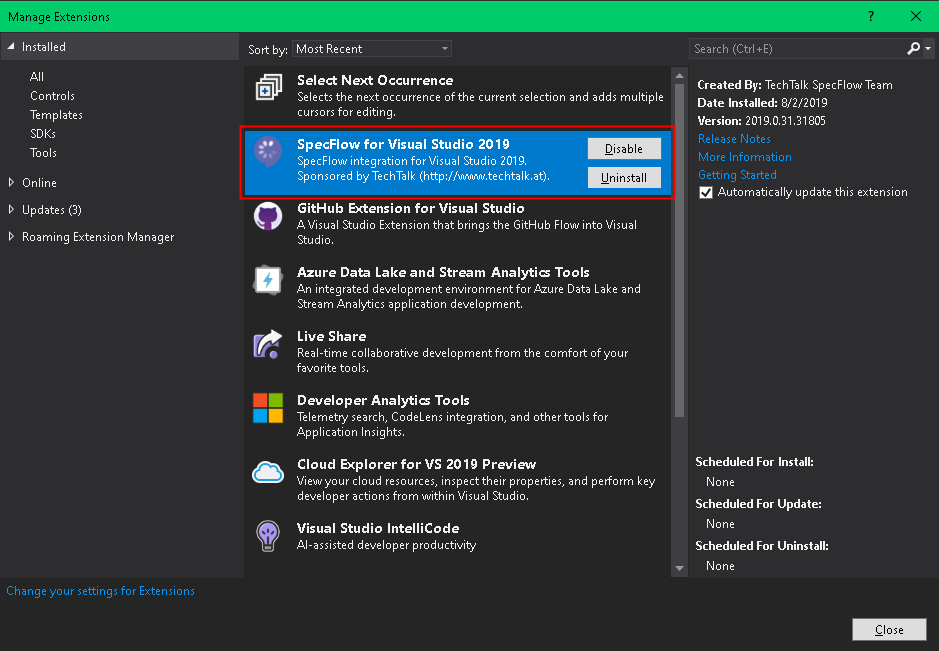 Manage Extensions
?
Installed
All
Controls
Templates
SDKs
Tools
Online
Updates (3)
Roaming Extension Manager
Change your settings for Extensions
Sort by: Most Recent
Select Next Occurrence
Selects the next occurrence of the current selection and adds multiple
cursors for editing.
SpecFlow for Visual Studio 2019
SpecFlow integration for Visual Studio 2019.
Sponsored by TechTalk (http://www.techtalk.at).
Disable
Uninstall
GitHub Extension for Visual Studio
A Visual Studio Extension that brings the GitHub Flow into Visual
Studio.
Azure Data Lake and Stream Analytics Tools
An integrated development environment for Azure Data Lake and
Stream Analytics application development.
Live Share
Real-time collaborative development from the comfort of your
favorite tools.
Developer Analytics Tools
Telemetry search, CodeLens integration, and other tools for
Application Insights.
Cloud Explorer for VS 2019 Preview
View your cloud resources, inspect their properties, and perform key
developer actions from within Visual Studio.
Visual Studio IntelliCode
AI-assisted developer productivity
Search (Ctrl+E)
Created By: TechTalk SpecFlow Team
Date Installed: 8/2/2019
Version: 2019.0.31.31805
Release Notes
More Information
Getting Started
Automatically update this extension
Scheduled For Install:
None
Scheduled For Update:
None
Scheduled For Uninstall:
None
Close